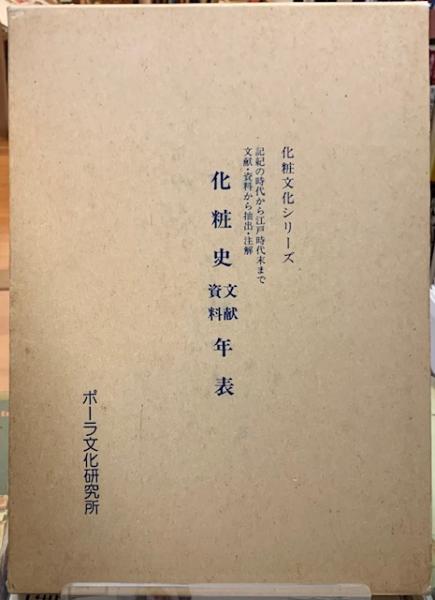 化粧文化シリーズ
記紀の時代から江戸時代末まで
文献・資料から抽出・注解
化粧史文献資料年表
ポーラ文化研究所